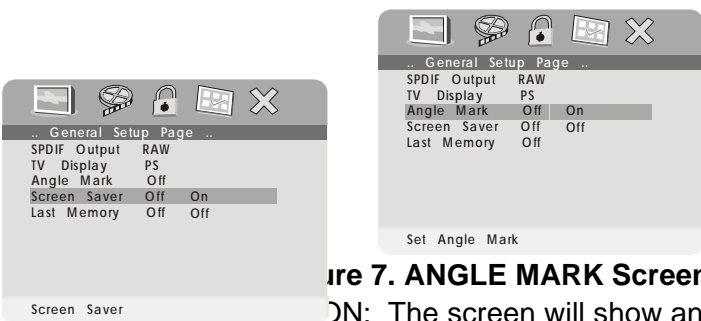 .. General Setup Page ..
SPDIF Output RAW
TV Display PS
Angle Mark Off On
Screen Saver Off Off
Last Memory Off
Set Angle Mark
.. General Setup Page ..
SPDIF Output RAW
TV Display PS
Angle Mark Off
Screen Saver Off On
Last Memory Off Off
Screen Saver
7. ANGLE MARK Screen
The screen will show an